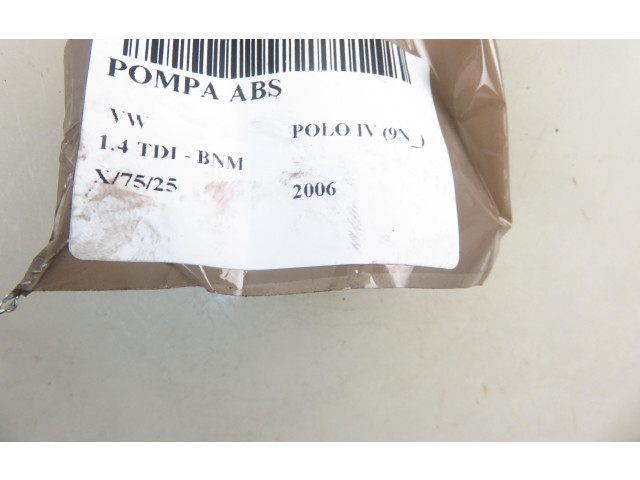 POMPA ABS
VW POLO IV (9N_)
1.4 TDI - BNM
X/75/25 2006